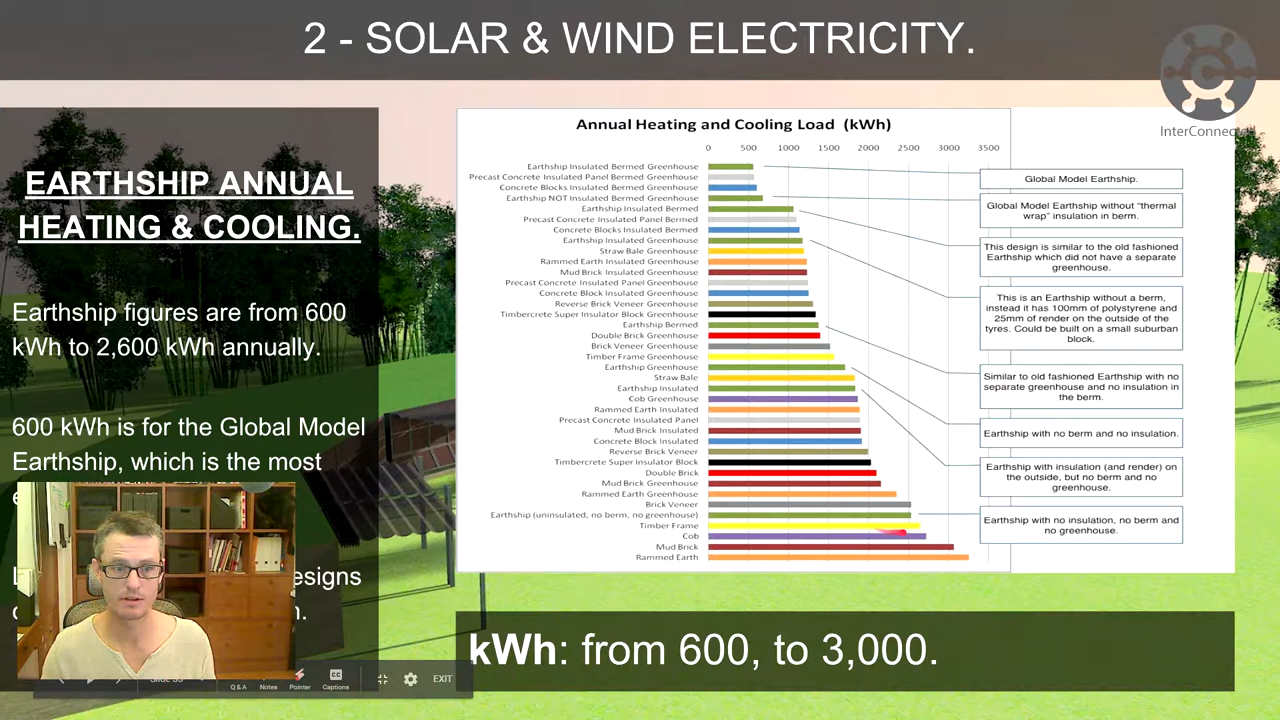 2 - SOLAR & WIND ELECTRICITY.
InterConnected
EARTHSHIP ANNUAL
HEATING & COOLING.
Earthship figures are from 600
kWh to 2,600 kWh annually.
600 kWh is for the Global Model
Earthship, which is the most
esigns
n.
Annual Heating and Cooling Load (kWh)
0 500 1000 1500 2000 2500 3000 3500
Earthship Insulated Bermed Greenhouse
Precast Concrete Insulated Panel Bermed Greenhouse
Concrete Blocks Insulated Bermed Greenhouse
Earthship NOT Insulated Bermed Greenhouse
Earthship Insulated Bermed
Precast Concrete Insulated Panel Bermed
Concrete Blocks Insulated Bermed
Earthship Insulated Greenhouse
Straw Bale Greenhouse
Rammed Earth Insulated Greenhouse
Mud Brick Insulated Greenhouse
Precast Concrete Insulated Panel Greenhouse
Concrete Block Insulated Greenhouse
Reverse Brick Veneer Greenhouse
Timbercrete Super Insulator Block Greenhouse
Earthship Bermed
Double Brick Greenhouse
Brick Veneer Greenhouse
Timber Frame Greenhouse
Earthship Greenhouse
Straw Bale
Earthship Insulated
Cob Greenhouse
Rammed Earth Insulated
Precast Concrete Insulated Panel
Mud Brick Insulated
Concrete Block Insulated
Reverse Brick Veneer
Timbercrete Super Insulator Block
Double Brick
Mud Brick Greenhouse
Rammed Earth Greenhouse
Brick Veneer
Earthship (uninsulated, no berm, no greenhouse)
Timber Frame
Cob
Mud Brick
Rammed Earth
Global Model Earthship.
Global Model Earthship without "thermal
wrap" insulation in berm.
This design is similar to the old fashioned
Earthship which did not have a separate
greenhouse.
This is an Earthship without a berm,
instead it has 100mm of polystyrene and
25mm of render on the outside of the
tyres. Could be built on a small suburban
block.
Similar to old fashioned Earthship with no
separate greenhouse and no insulation in
the berm.
Earthship with no berm and no insulation.
Earthship with insulation (and render) on
the outside, but no berm and no
greenhouse.
Earthship with no insulation, no berm and
no greenhouse.
kWh: from 600, to 3,000.
Q&A Notes Pointer Captions EXIT